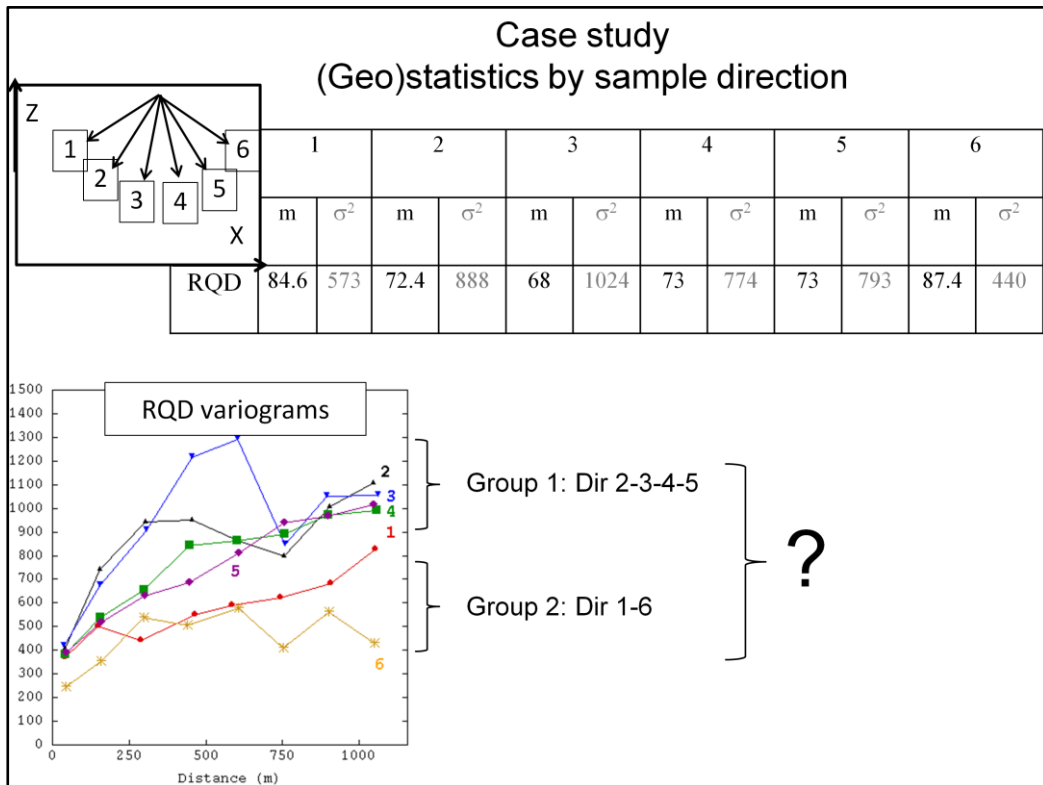 Case study
(Geo)statistics by sample direction
Z
1
2
3
4
5
6
X
1 2 3 4 5 6
m σ² m σ² m σ² m σ² m σ² m σ²
RQD 84.6 573 72.4 888 68 1024 73 774 73 793 87.4 440
RQD variograms
1500
1400
1300
1200
1100
1000
900
800
700
600
500
400
300
200
100
0
0 250 500 750 1000
Distance (m)
2
3
4
1
5
6
Group 1: Dir 2-3-4-5
Group 2: Dir 1-6
?